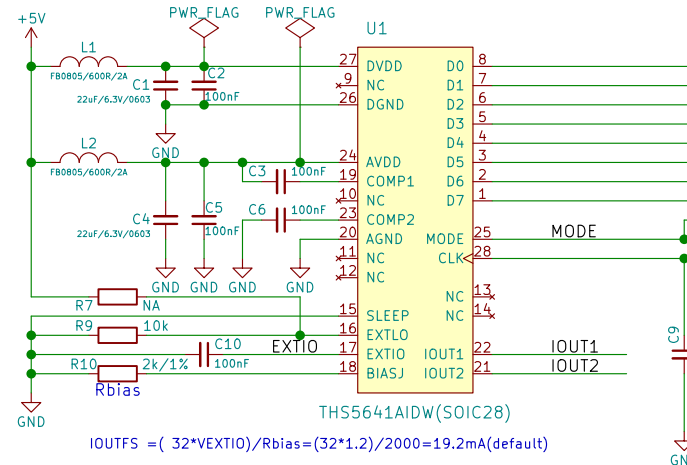 PWR_FLAG PWR_FLAG
+5V
U1
L1
FB0805/600R/2A
27 DVDD D0 8
C1 C2
9 NC D1 7
22uF/6.3V/0603 100nF
26 DGND D2 6
D3 5
GND
L2
D4 4
24 AVDD D5 3
FB0805/600R/2A
C3 100nF
19 COMP1 D6 2
10 NC D7 1
C6 100nF
C4 C5
23 COMP2
22uF/6.3V/0603 100nF
20 AGND MODE 25 MODE
11 NC CLK 28
12 NC
GND GND GND GND
NC 13
R7 NA
15 SLEEP NC 14
R9 10k
16 EXTLO
C10 EXTIO
17 EXTIO IOUT1 22 IOUT1
100nF
R10 2k/1%
18 BIASJ IOUT2 21 IOUT2
C9
Rbias
GND
THS5641AIDW(SOIC28)
IOUTFS =( 32*VEXTIO)/Rbias=(32*1.2)/2000=19.2mA(default)